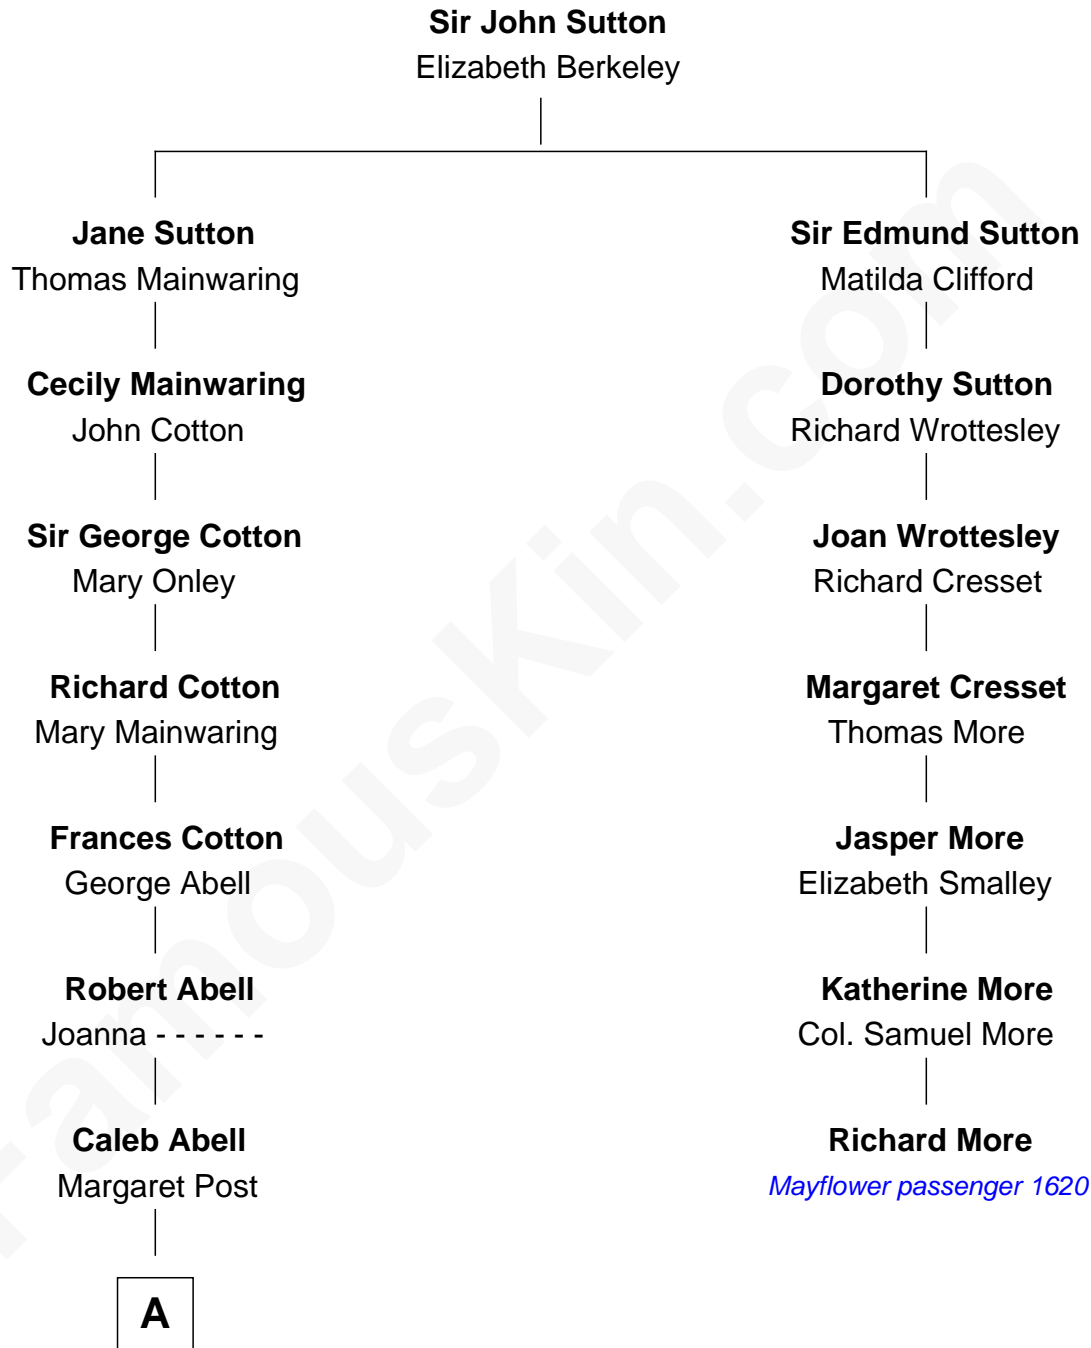 Sir John Sutton
Elizabeth Berkeley
Jane Sutton
Thomas Mainwaring
Sir Edmund Sutton
Matilda Clifford
Cecily Mainwaring
John Cotton
Dorothy Sutton
Richard Wrottesley
Sir George Cotton
Mary Onley
Joan Wrottesley
Richard Cresset
Richard Cotton
Mary Mainwaring
Margaret Cresset
Thomas More
Frances Cotton
George Abell
Jasper More
Elizabeth Smalley
Robert Abell
Joanna - - - - - -
Katherine More
Col. Samuel More
Caleb Abell
Margaret Post
Richard More
Mayflower passenger 1620
A
FamousKin.com